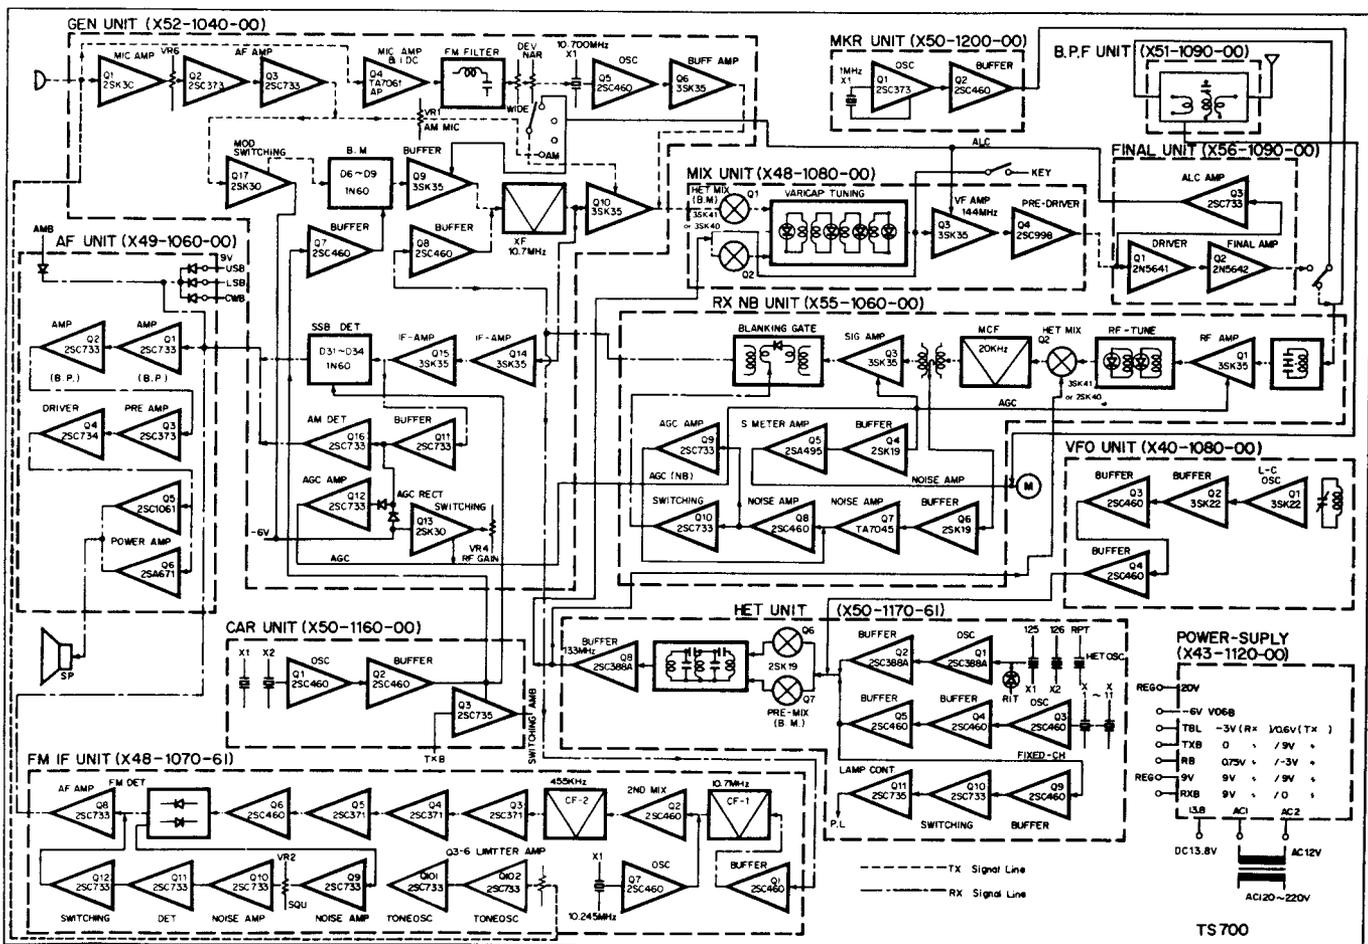 GEN UNIT (X52-1040-00)
MIC AMP
Q1
2SK30
VR6
AF AMP
Q2
2SC373
Q3
2SC733
MIC AMP
& IDC
Q4
TA7061
AP
FM FILTER
DEV
NAR
WIDE
VR1
AM MIC
AM
10.700MHz
X1
OSC
Q5
2SC460
BUFF AMP
Q6
3SK35
MOD
SWITCHING
Q17
2SK30
B.M
D6~D9
1N60
BUFFER
Q9
3SK35
BUFFER
Q7
2SC460
BUFFER
Q8
2SC460
XF
10.7MHz
Q10
3SK35
SSB DET
D31~D34
1N60
IF-AMP
Q15
3SK35
IF-AMP
Q14
3SK35
AM DET
Q16
2SC733
BUFFER
Q11
2SC733
AGC AMP
Q12
2SC733
AGC RECT
SWITCHING
Q13
2SK30
VR4
RF GAIN
-6V
AGC
MKR UNIT (X50-1200-00)
1MHz
X1
OSC
Q1
2SC373
BUFFER
Q2
2SC460
B.P.F UNIT (X51-1090-00)
ALC
KEY
MIX UNIT (X48-1080-00)
HET MIX
(B.M)
3SK41
or 3SK40
Q1
Q2
VARICAP TUNING
VF AMP
144MHz
Q3
3SK35
PRE-DRIVER
Q4
2SC998
FINAL UNIT (X56-1090-00)
ALC AMP
Q3
2SC733
DRIVER
Q1
2N5641
FINAL AMP
Q2
2N5642
AMB
AF UNIT (X49-1060-00)
9V
USB
LSB
CWB
AMP
Q2
2SC733
(B.P.)
AMP
Q1
2SC733
(B.P.)
DRIVER
Q4
2SC734
PRE AMP
Q3
2SC373
Q5
2SC1061
POWER AMP
Q6
2SA671
SP
RX NB UNIT (X55-1060-00)
BLANKING GATE
SIG AMP
Q3
3SK35
MCF
20KHz
HET MIX
Q2
3SK41
or 2SK40
RF-TUNE
RF AMP
Q1
3SK35
AGC
AGC AMP
Q9
2SC733
S METER AMP
Q5
2SA495
BUFFER
Q4
2SK19
AGC (NB)
NOISE AMP
SWITCHING
Q10
2SC733
NOISE AMP
Q8
2SC460
NOISE AMP
Q7
TA7045
BUFFER
Q6
2SK19
M
VFO UNIT (X40-1080-00)
BUFFER
Q3
2SC460
BUFFER
Q2
3SK22
L-C
OSC
Q1
3SK22
BUFFER
Q4
2SC460
CAR UNIT (X50-1160-00)
X1
X2
OSC
Q1
2SC460
BUFFER
Q2
2SC460
Q3
2SC735
TXB
SWITCHING AMB
HET UNIT (X50-1170-61)
BUFFER
133MHz
Q8
2SC388A
Q6
2SK19
Q7
PRE-MIX
(B.M.)
BUFFER
Q2
2SC388A
OSC
Q1
2SC388A
125
126
RPT
HET OSC
X1
X2
RIT
BUFFER
Q5
2SC460
BUFFER
Q4
2SC460
OSC
Q3
2SC460
X
1
~
X
11
FIXED-CH
LAMP CONT
Q11
2SC735
P.L
Q10
2SC733
SWITCHING
Q9
2SC460
BUFFER
POWER-SUPLY
(X43-1120-00)
REG 20V
-6V V06B
TBL -3V (Rx )/0.6V (Tx )
TXB 0 " / 9V "
RB 0.75V " / -3V "
REG 9V 9V " / 9V "
RXB 9V " / 0 "
13.8 AC1 AC2
DC13.8V
AC12V
AC120~220V
FM IF UNIT (X48-1070-61)
AF AMP
Q8
2SC733
FM DET
Q6
2SC460
Q5
2SC371
Q4
2SC371
Q3
2SC371
455KHz
CF-2
2ND MIX
Q2
2SC460
10.7MHz
CF-1
Q3-6 LIMTTER AMP
Q12
2SC733
SWITCHING
Q11
2SC733
DET
Q10
2SC733
NOISE AMP
VR2
SQU
Q9
2SC733
NOISE AMP
Q101
2SC733
TONEOSC
Q102
2SC733
TONEOSC
X1
10.245MHz
OSC
Q7
2SC460
BUFFER
Q1
2SC460
TX Signal Line
RX Signal Line
TS700